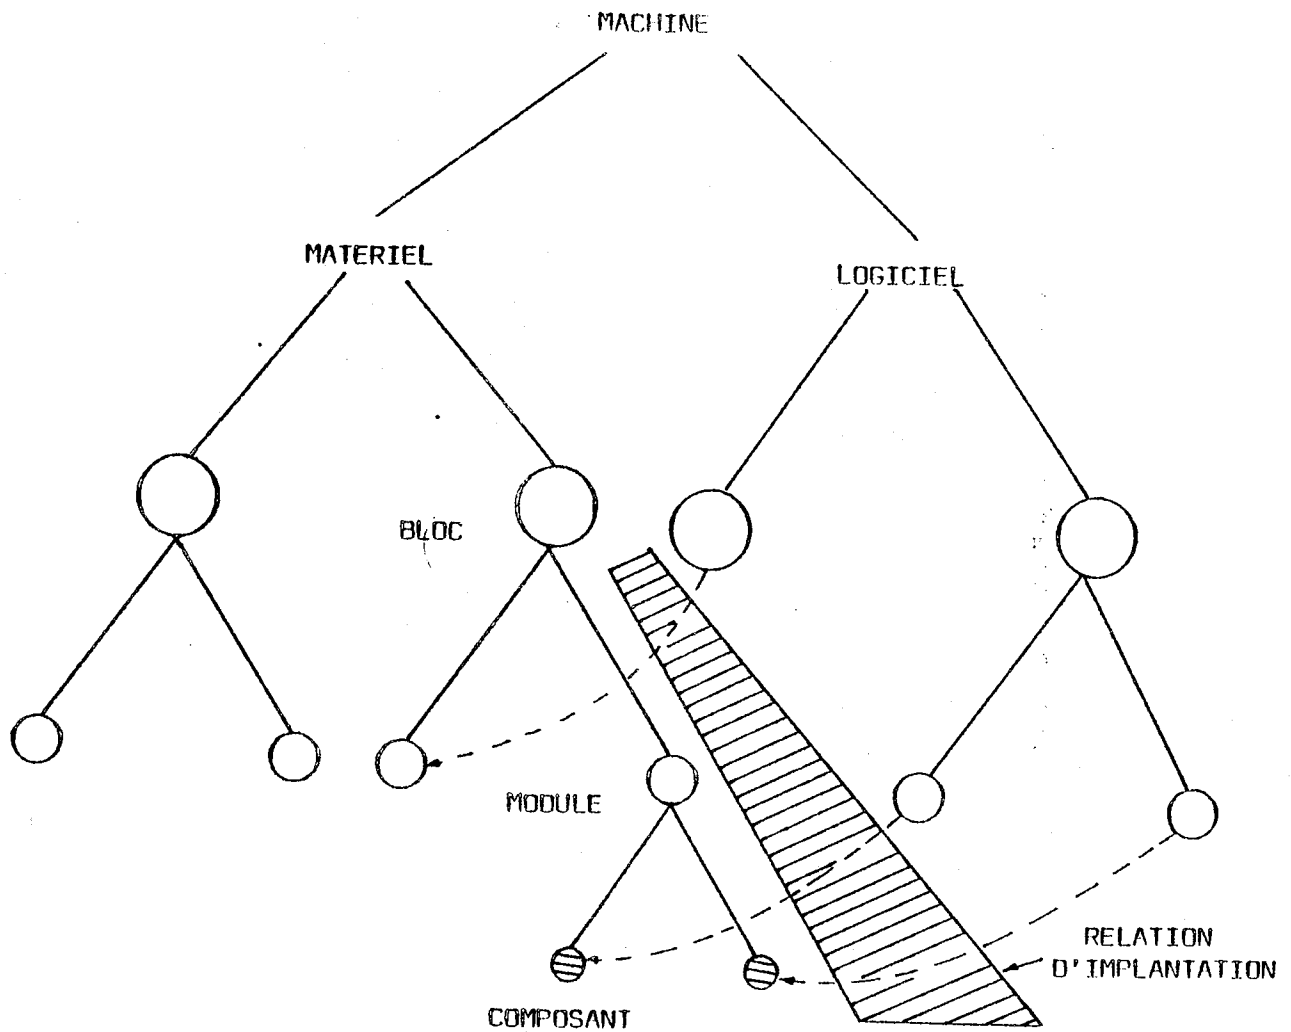 MACHINE
MATERIEL
LOGICIEL
BLOC
MODULE
RELATION
D'IMPLANTATION
COMPOSANT